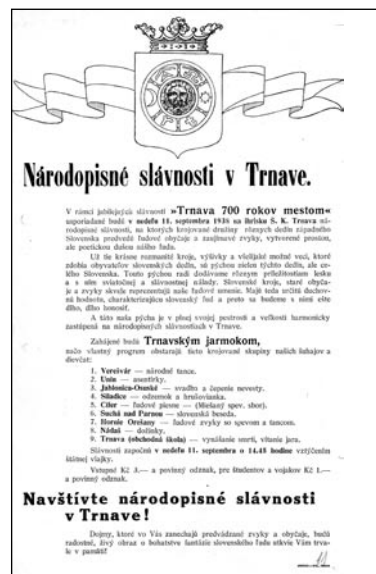 Národopisné slávnosti v Trnave.
V rámci jubilejných slávností »Trnava 700 rokov mestom«
usporiadané budú v nedeľu 11. septembra 1938 na ihrisku S. K. Trnava ná-
rodopisné slávnosti, na ktorých krojované družiny rôznych dedín západného
Slovenska predvedú ľudové obyčaje a zaujímavé zvyky, vytvorené prostou,
ale poetickou dušou nášho ľudu.
Už tie krásne rozmanité kroje, výšivky a všelijaké možné veci, ktoré
zdobia obyvateľov slovenských dedín, sú pýchou nielen týchto dedín, ale ce-
lého Slovenska. Touto pýchou radi dodávame rôznym príležitostiam lesku
a s ním sviatočnej a slávnostnej nálady. Slovenské kroje, staré obyča-
je a zvyky skvele reprezentujú naše ľudové umenie. Majú teda určitú duchov-
nú hodnotu, charakterizujúcu slovenský ľud a preto sa budeme s nimi ešte
dlho, dlho honosiť.
A táto naša pýcha je v plnej svojej pestrosti a veľkosti harmonicky
zastúpená na národopisných slávnostiach v Trnave.
Zahájené budú Trnavským jarmokom,
načo vlastný program obstarajú tieto krojované skupiny našich šuhajov a
dievčat:
1. Vereivár — národné tance.
2. Unín — asentírky.
3. Jablonica-Osuské — svadba a čepenie nevesty.
4. Siladice — odzemok a hrušovianka.
5. Cífer — ľudové piesne — (Miešaný spev. sbor).
6. Suchá nad Parnou — slovenská beseda.
7. Horné Orešany — ľudové zvyky so spevom a tancom.
8. Nádaš — dožinky.
9. Trnava (obchodná škola) — vynášanie smrti, vítanie jara.
Slávnosti započnú v nedeľu 11. septembra o 14.45 hodine vztýčením
štátnej vlajky.
Vstupné Kč 3.— a povinný odznak, pre študentov a vojakov Kč 1.—
a povinný odznak.
Navštívte národopisné slávnosti
v Trnave!
Dojmy, ktoré vo Vás zanechajú predvádzané zvyky a obyčaje, budú
radostné, živý obraz o bohatstve fantázie slovenského ľudu utkvie Vám trva-
le v pamäti!